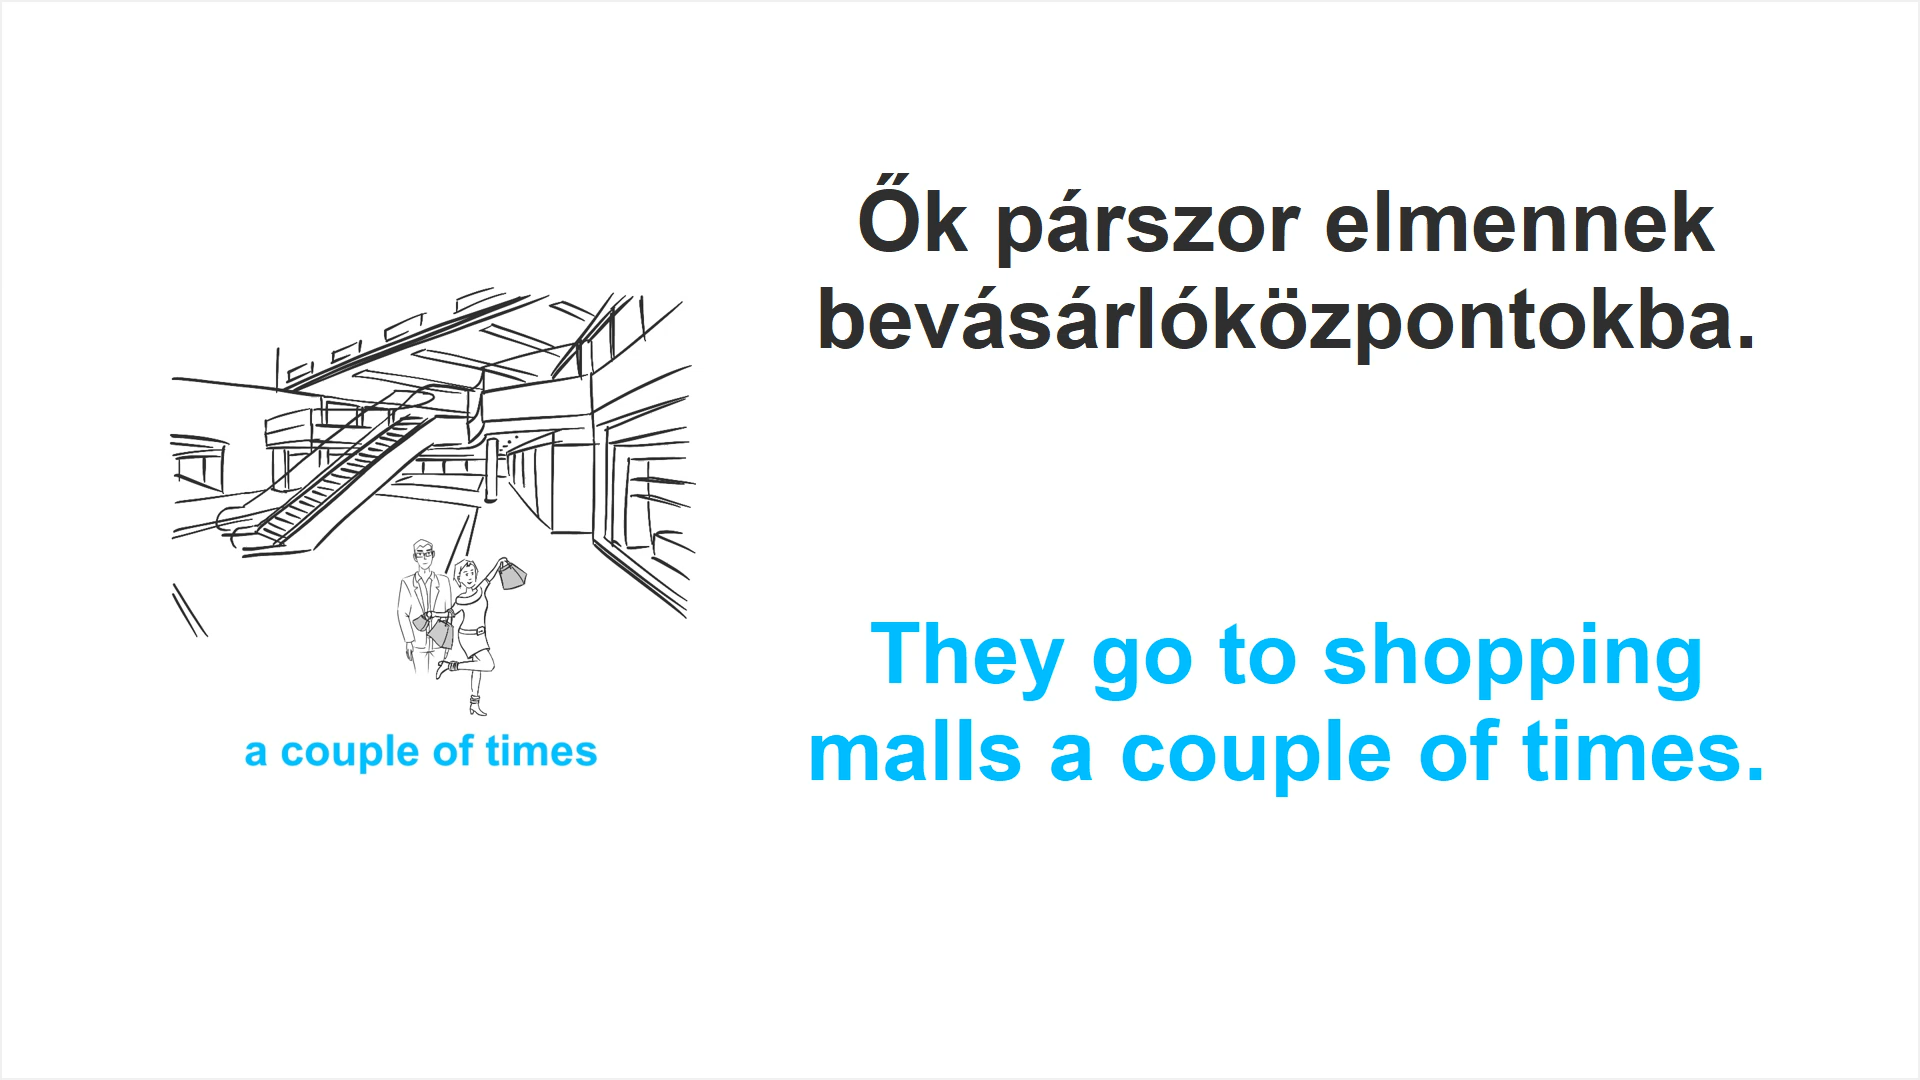 Ők párszor elmennek
bevásárlóközpontokba.
a couple of times
They go to shopping
malls a couple of times.